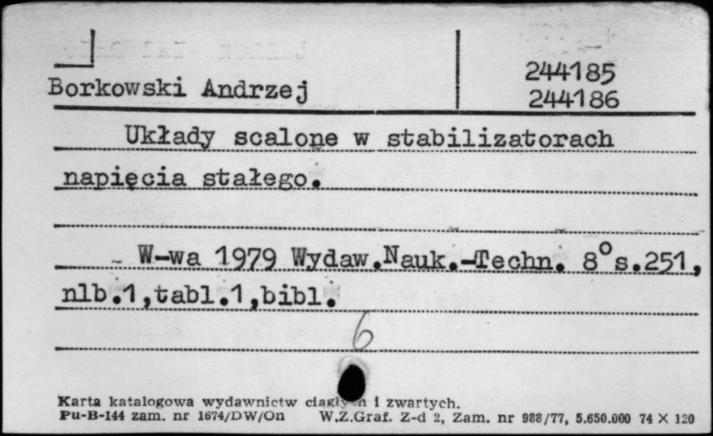 244185
Borkowski Andrzej
244186
Układy scalone w stabilizatorach
napięcia stałego.
W-wa 1979 Wydaw.Nauk.-Techn. 8° s.251,
nlb.1,tabl.1,bibl.
6
Karta katalogowa wydawnictw ciągłych i zwartych.
Pu-B-144 zam. nr 1674/DW/On W.Z.Graf. Z-d 2, Zam. nr 988/77, 5.650.000 74 X 120